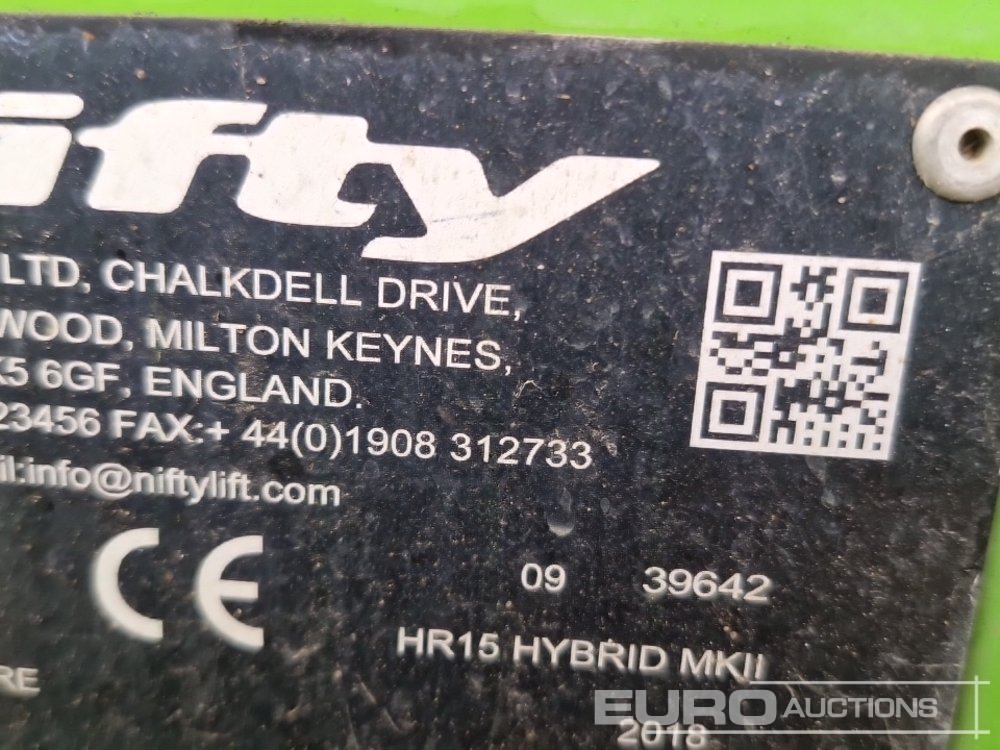 ifty
LTD, CHALKDELL DRIVE,
WOOD, MILTON KEYNES,
K5 6GF, ENGLAND.
23456 FAX:+ 44(0)1908 312733
il:info@niftylift.com
CE
09 39642
HR15 HYBRID MKII
RE
2018
EURO AUCTIONS